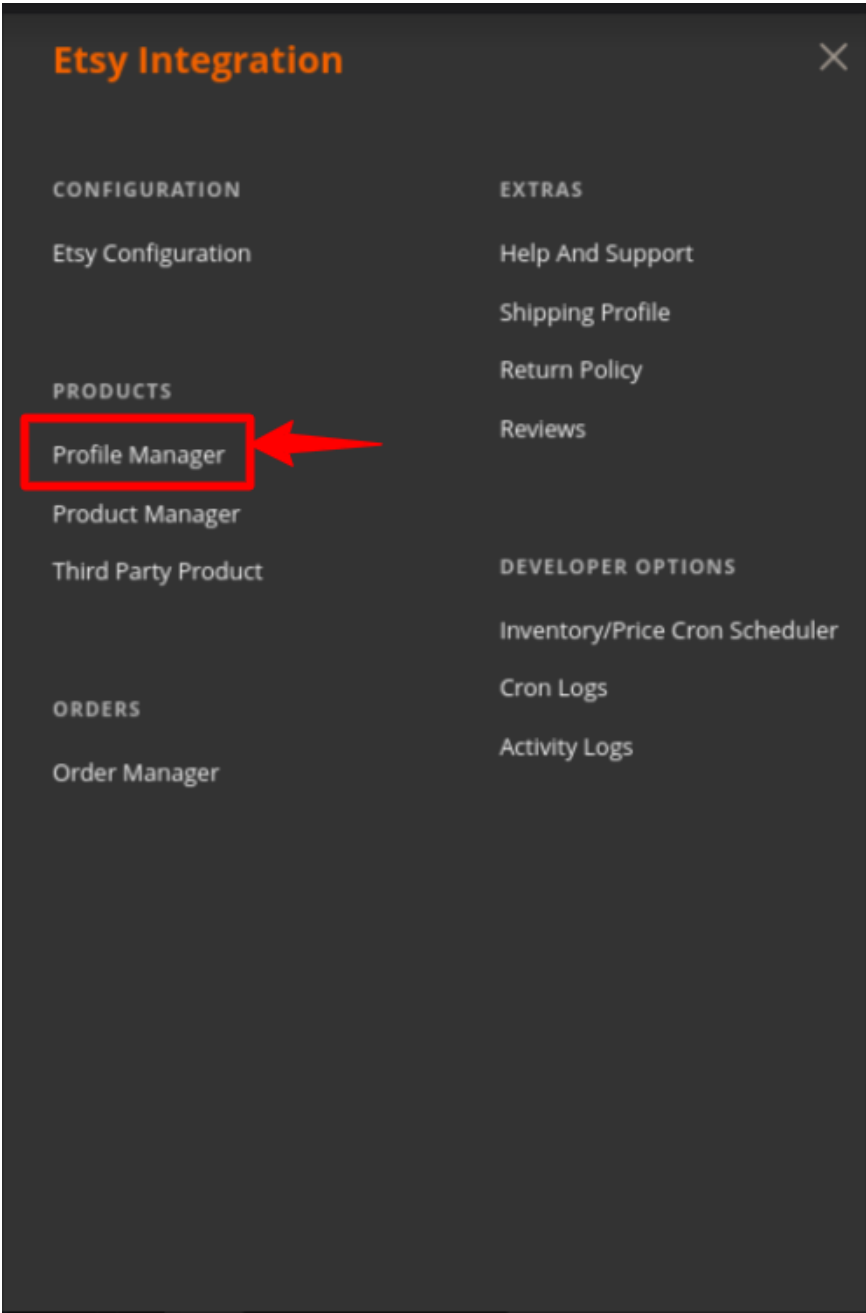 Etsy Integration
CONFIGURATION
Etsy Configuration
PRODUCTS
Profile Manager
Product Manager
Third Party Product
ORDERS
Order Manager
EXTRAS
Help And Support
Shipping Profile
Return Policy
Reviews
DEVELOPER OPTIONS
Inventory/Price Cron Scheduler
Cron Logs
Activity Logs